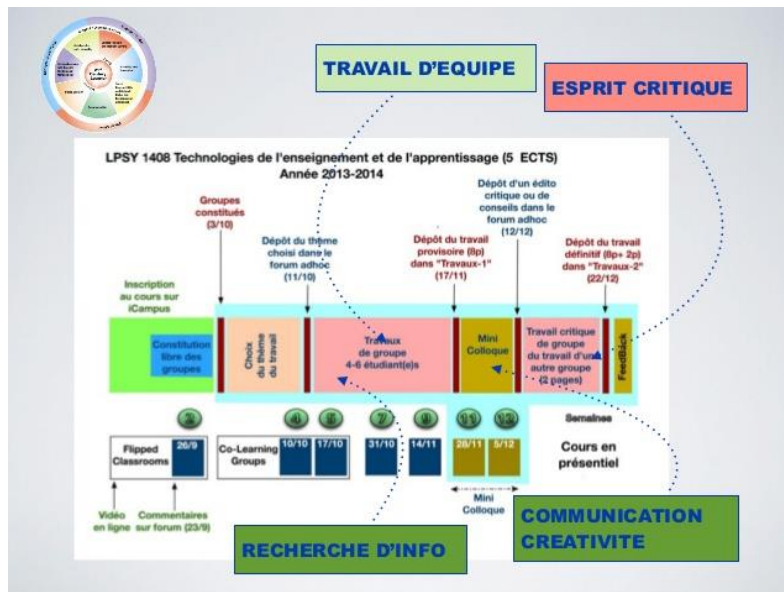 TRAVAIL D'EQUIPE
ESPRIT CRITIQUE
LPSY 1408 Technologies de l'enseignement et de l'apprentissage (5 ECTS)
Année 2013-2014
Groupes
constitués
(3/10)
Dépôt du thème
choisi dans le
forum adhoc
(11/10)
Dépôt du travail
provisoire (8p)
dans "Travaux-1"
(17/11)
Dépôt d'un édito
critique ou de
conseils dans le
forum adhoc
(12/12)
Dépôt du travail
définitif (8p+ 2p)
dans "Travaux-2"
(22/12)
Inscription
au cours sur
iCampus
Constitution
libre des
groupes
Choix
du thème
du travail
Travaux
de groupe
4-6 étudiant(e)s
Mini
Colloque
Travail critique
de groupe
du travail d'un
autre groupe
(2 pages)
FeedBack
2
4
5
7
9
11
12
Semaines
Flipped
Classrooms
26/9
Co-Learning
Groups
10/10
17/10
31/10
14/11
28/11
5/12
Cours en
présentiel
Vidéo
en ligne
Commentaires
sur forum (23/9)
Mini
Colloque
RECHERCHE D'INFO
COMMUNICATION
CREATIVITE